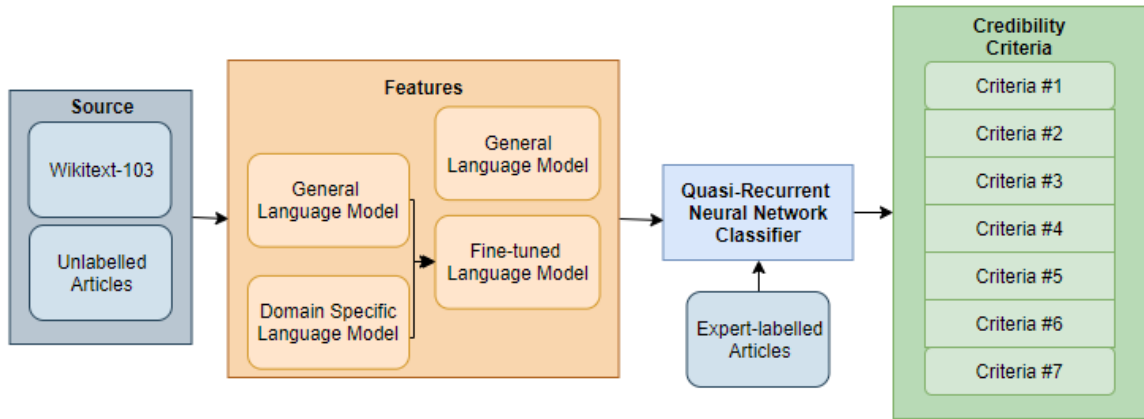 Source
Wikitext-103
Unlabelled
Articles
Features
General
Language Model
Domain Specific
Language Model
General
Language Model
Fine-tuned
Language Model
Quasi-Recurrent
Neural Network
Classifier
Expert-labelled
Articles
Credibility
Criteria
Criteria #1
Criteria #2
Criteria #3
Criteria #4
Criteria #5
Criteria #6
Criteria #7